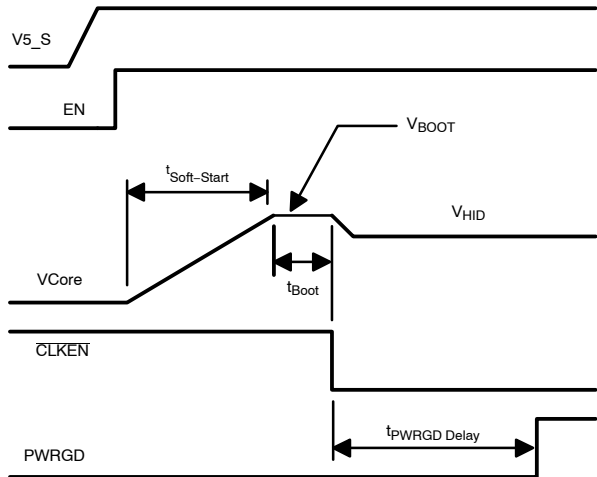 V5_S
EN
VBOOT
tSoft–Start
VHID
VCore
tBoot
CLKEN
tPWRGD Delay
PWRGD